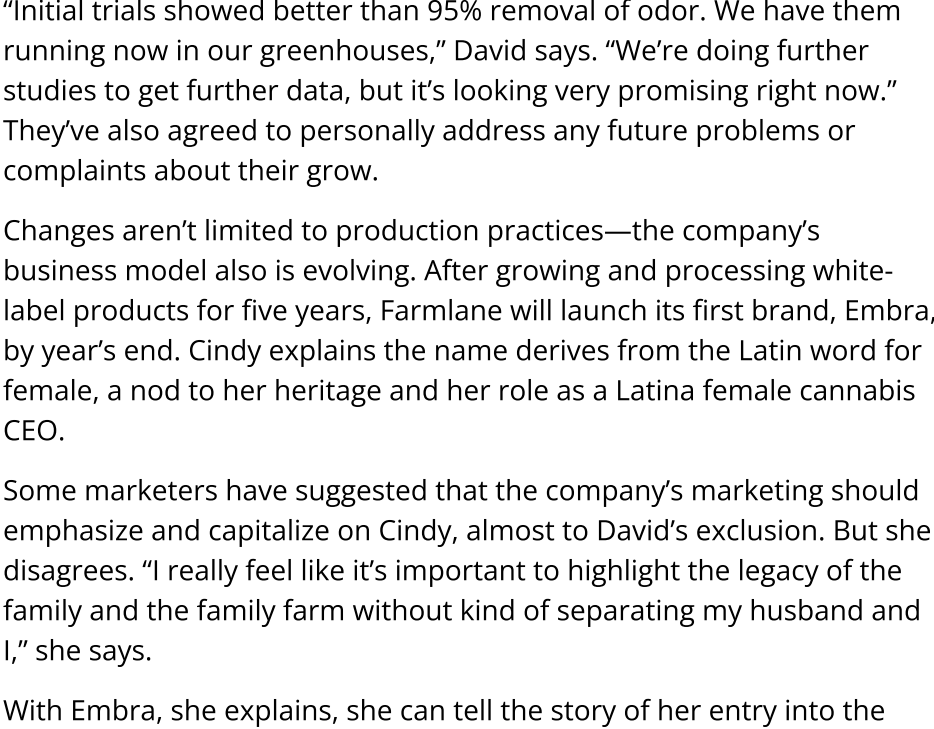 “Initial trials showed better than 95% removal of odor. We have them
running now in our greenhouses,” David says. “We’re doing further
studies to get further data, but it’s looking very promising right now.”
They’ve also agreed to personally address any future problems or
complaints about their grow.
Changes aren’t limited to production practices—the company’s
business model also is evolving. After growing and processing white-
label products for five years, Farmlane will launch its first brand, Embra,
by year’s end. Cindy explains the name derives from the Latin word for
female, a nod to her heritage and her role as a Latina female cannabis
CEO.
Some marketers have suggested that the company’s marketing should
emphasize and capitalize on Cindy, almost to David’s exclusion. But she
disagrees. “I really feel like it’s important to highlight the legacy of the
family and the family farm without kind of separating my husband and
I,” she says.
With Embra, she explains, she can tell the story of her entry into the